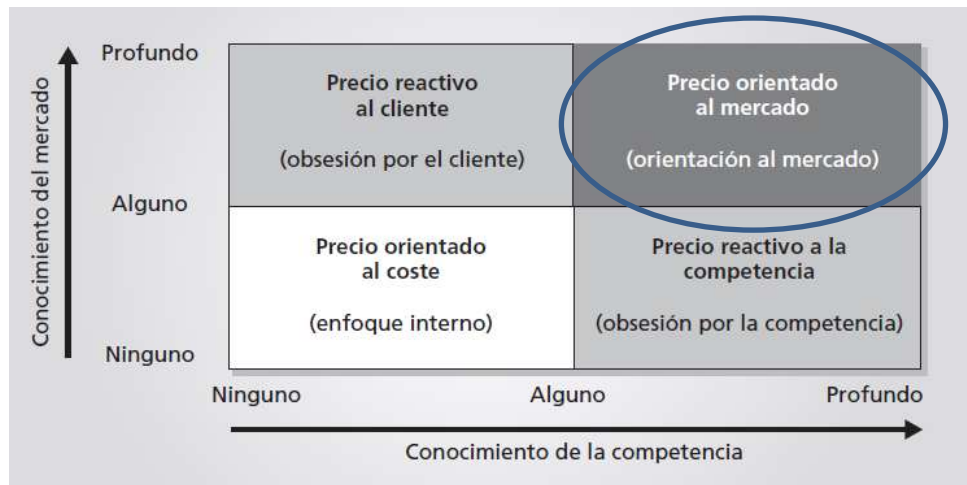 Conocimiento del mercado
Profundo
Alguno
Ninguno
Precio reactivo
al cliente
(obsesión por el cliente)
Precio orientado
al mercado
(orientación al mercado)
Precio orientado
al coste
(enfoque interno)
Precio reactivo a la
competencia
(obsesión por la competencia)
Ninguno
Alguno
Profundo
Conocimiento de la competencia